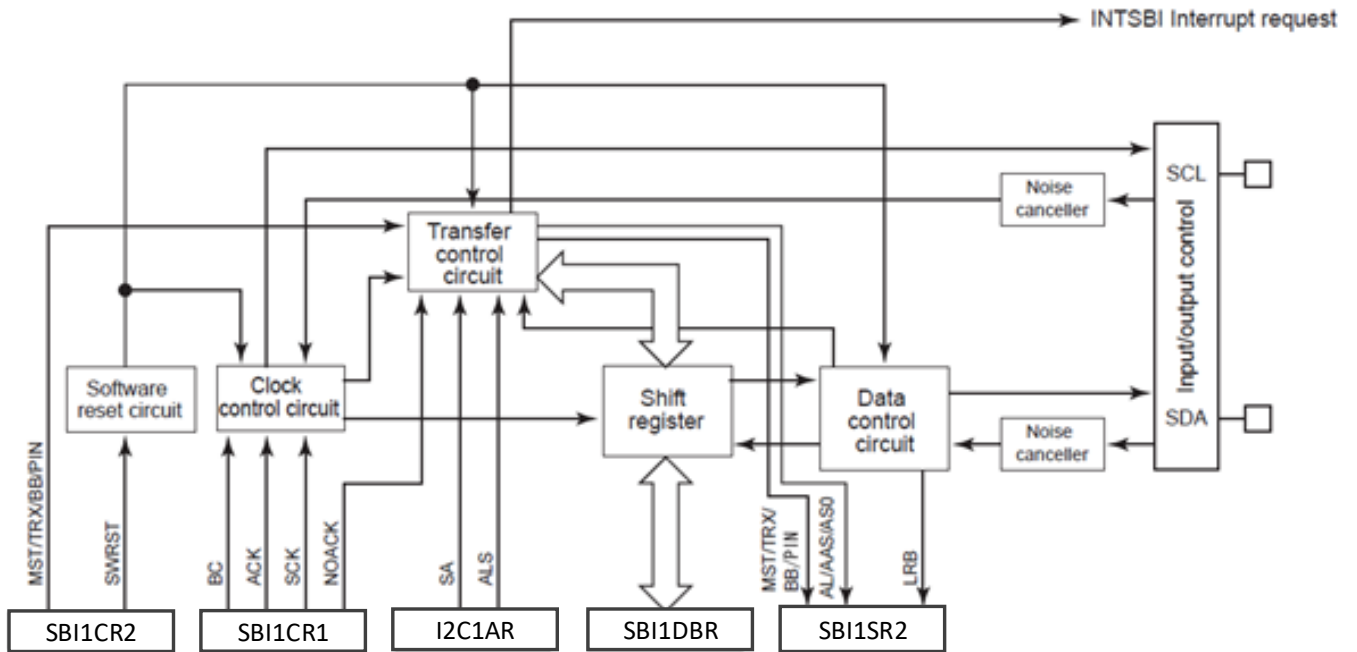 INTSBI Interrupt request
SCL
Noise
canceller
Input/output control
Transfer
control
circuit
Software
reset circuit
Clock
control circuit
Shift
register
Data
control
circuit
SDA
Noise
canceller
MST/TRX/BB/PIN
SWRST
BC
ACK
SCK
NOACK
SA
ALS
MST/TRX/
BB/PIN
AL/AAS/AS0
LRB
SBI1CR2
SBI1CR1
I2C1AR
SBI1DBR
SBI1SR2